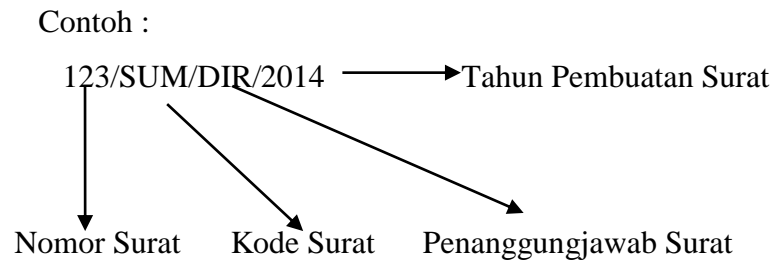 Contoh :
123/SUM/DIR/2014 Tahun Pembuatan Surat
Nomor Surat Kode Surat Penanggungjawab Surat